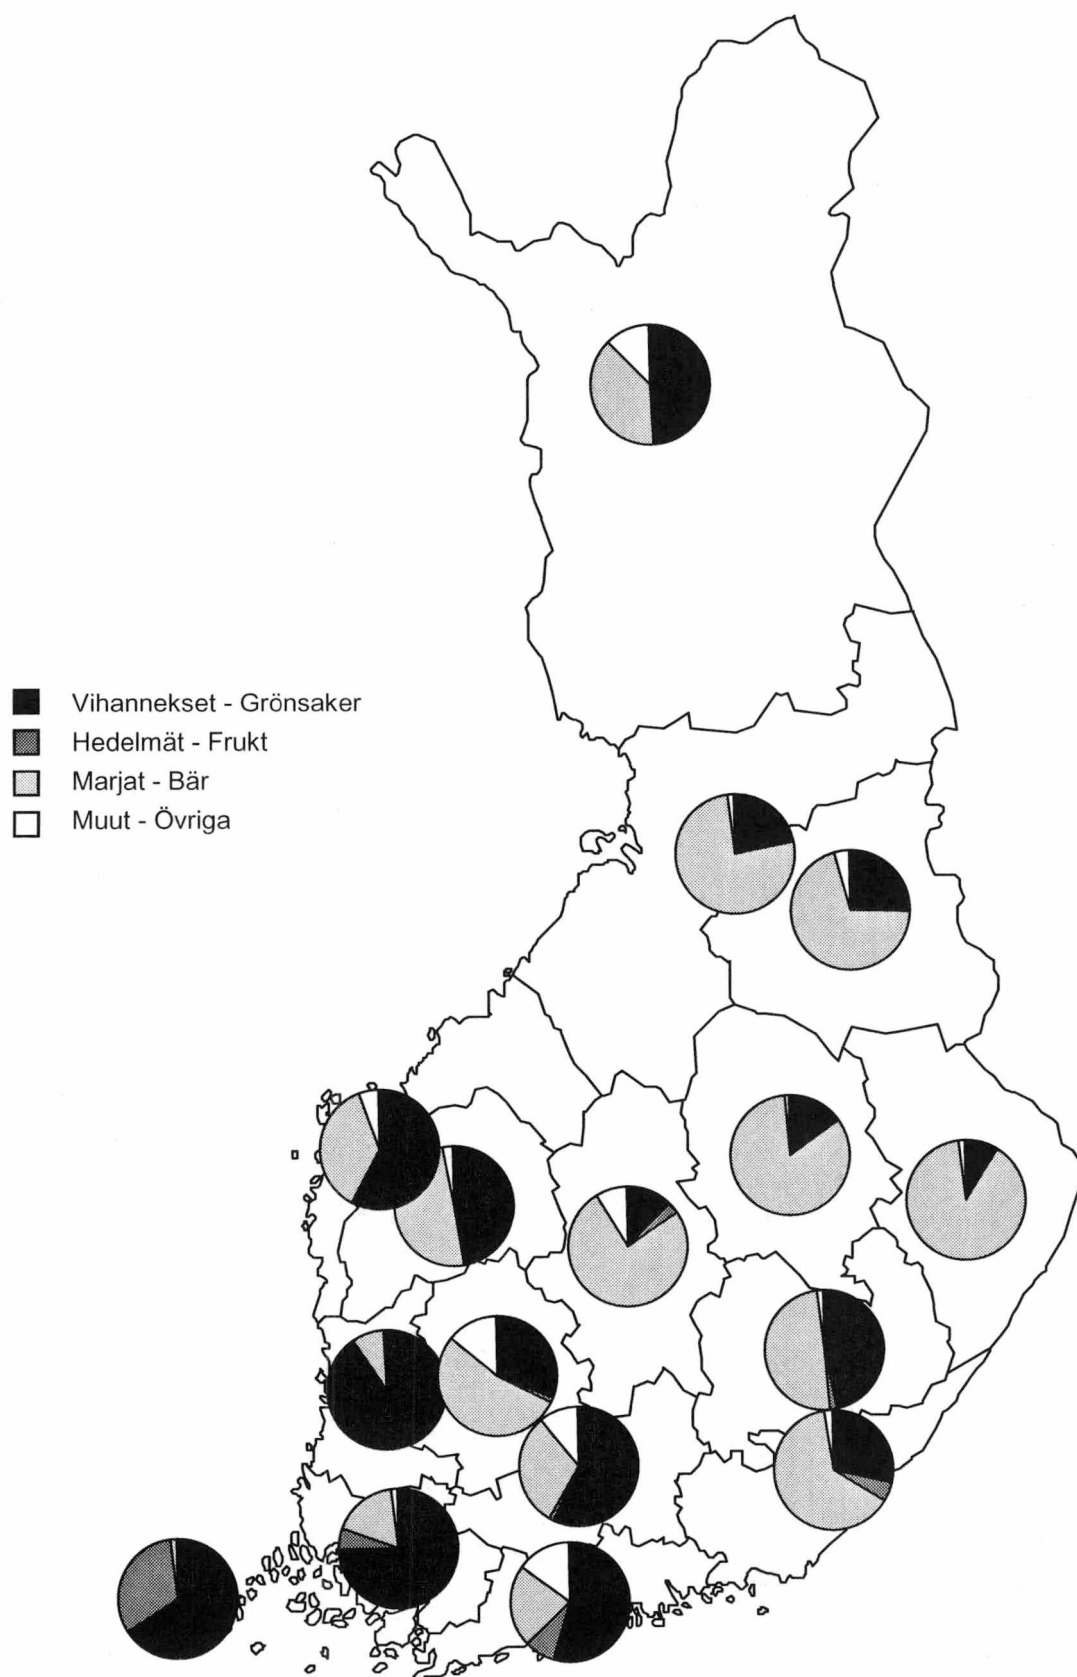 Vihannekset - Grönsaker
Hedelmät - Frukt
Marjat - Bär
Muut - Övriga